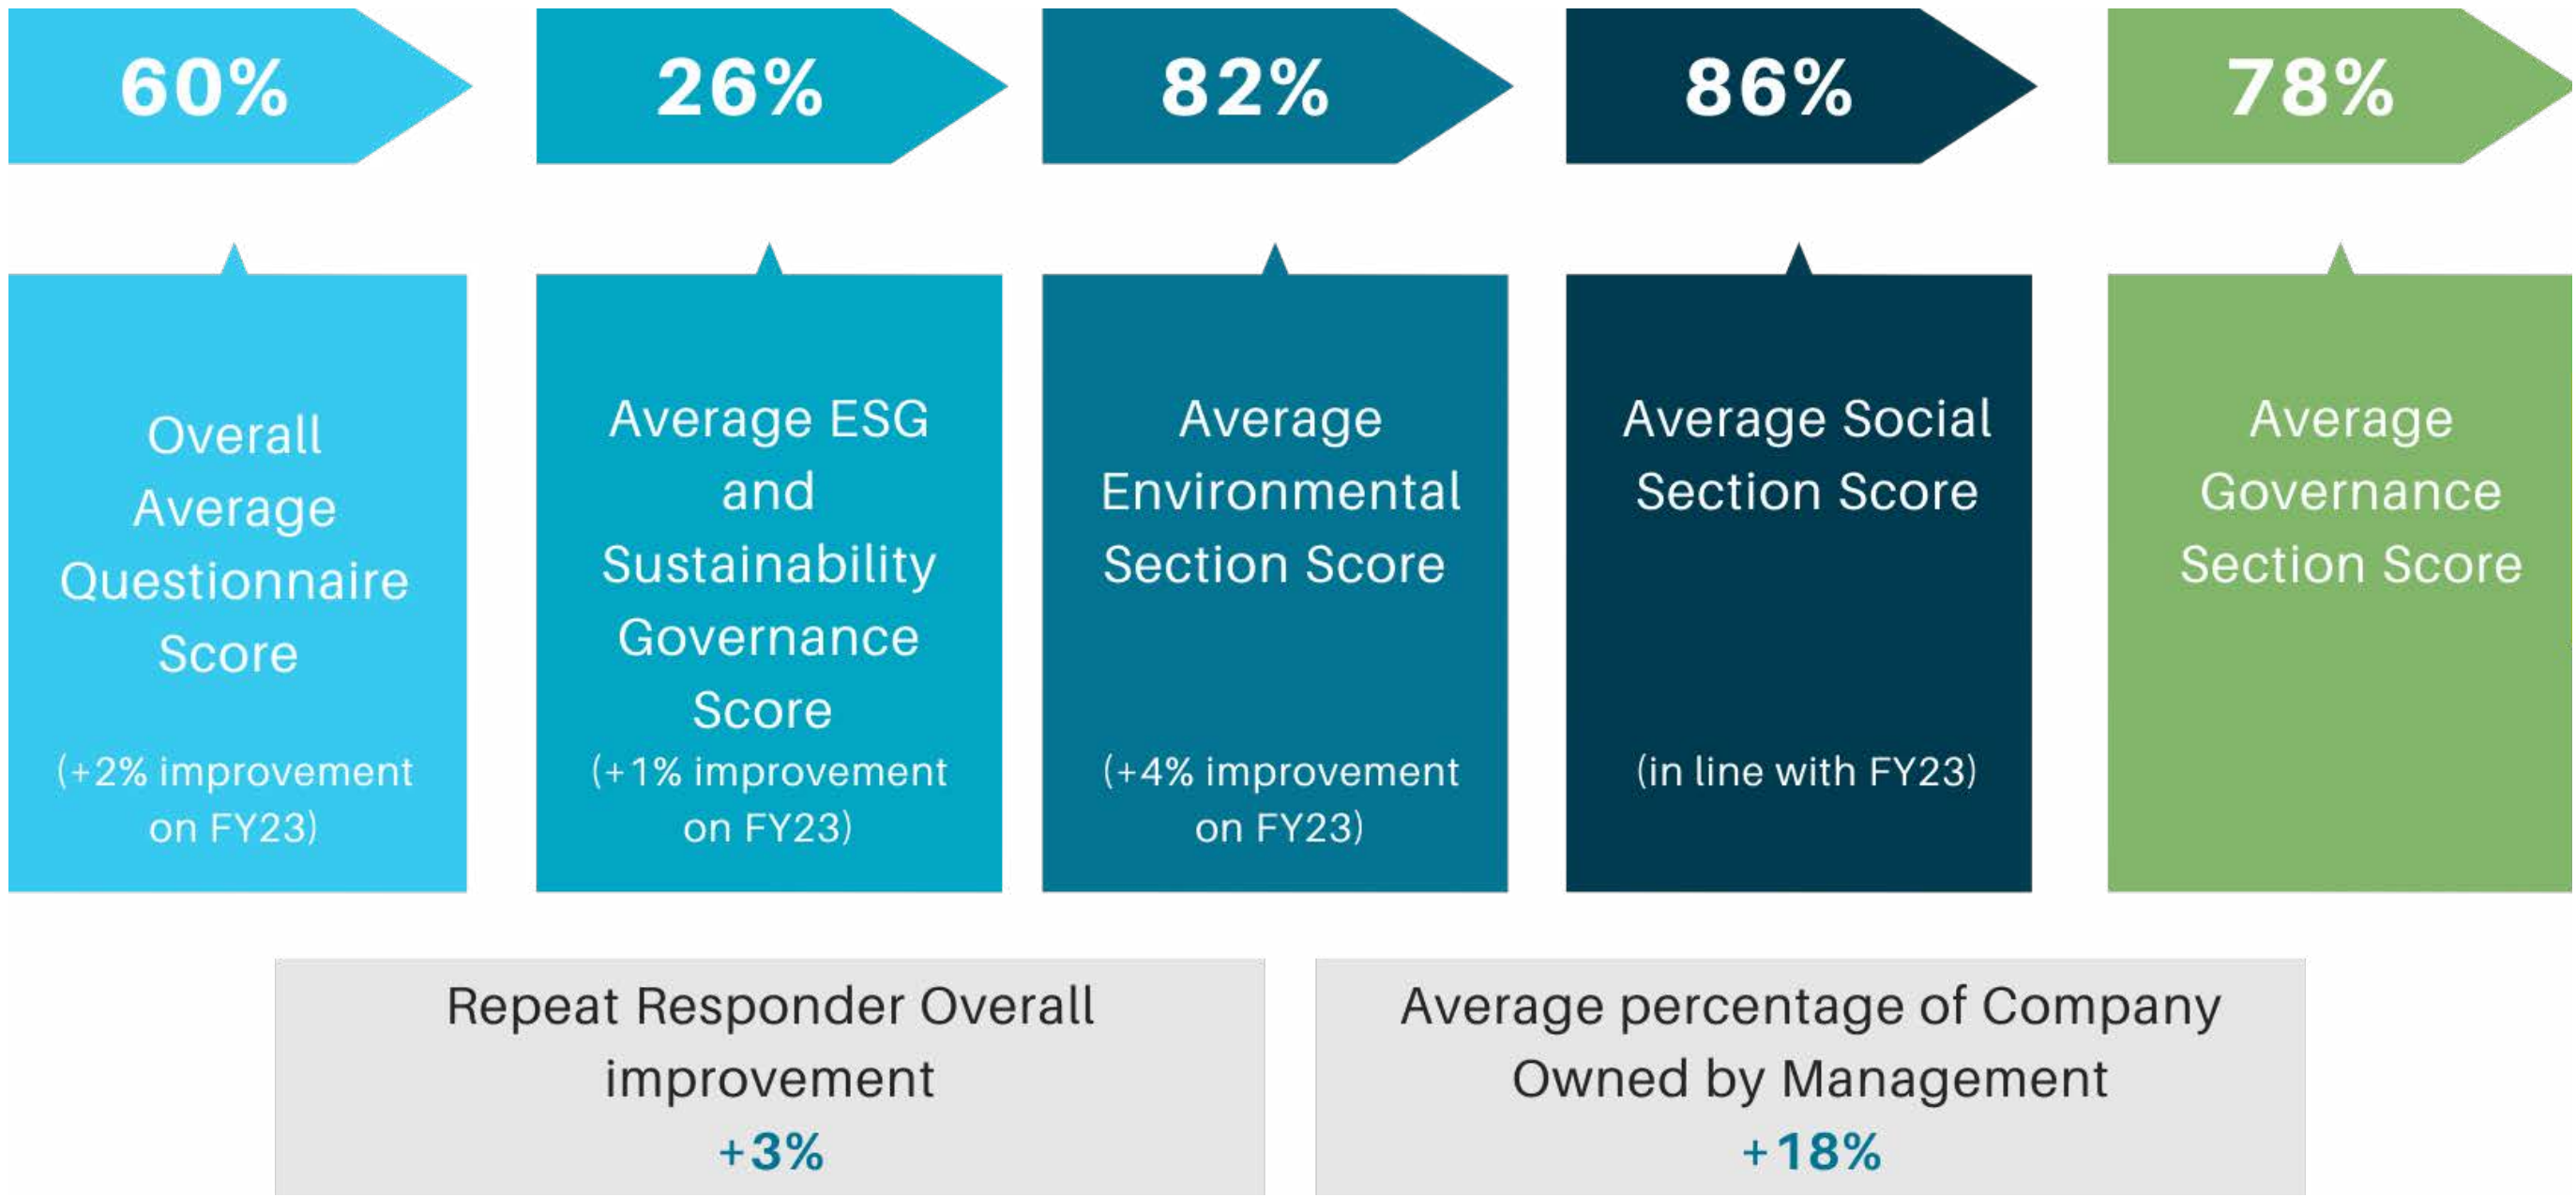 60%
26%
82%
86%
78%
Overall
Average
Questionnaire
Score
(+2% improvement
on FY23)
Average ESG
and
Sustainability
Governance
Score
(+1% improvement
on FY23)
Average
Environmental
Section Score
(+4% improvement
on FY23)
Average Social
Section Score
(in line with FY23)
Average
Governance
Section Score
Repeat Responder Overall
improvement
+3%
Average percentage of Company
Owned by Management
+18%